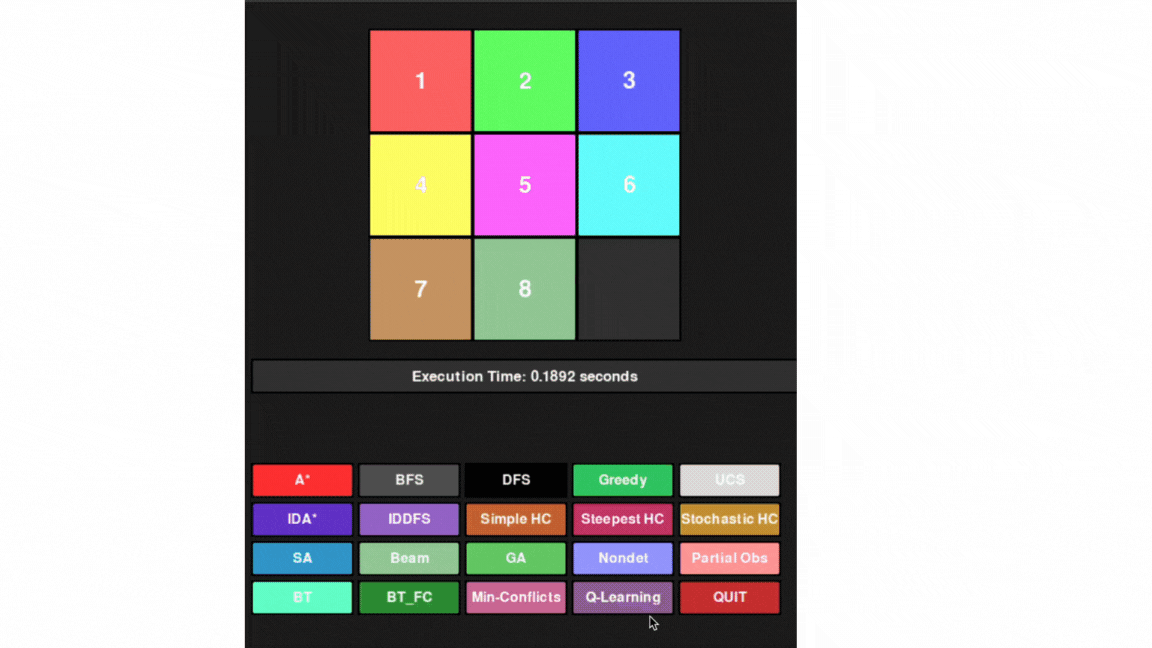 1 2 3
4 5 6
7 8
Execution Time: 0.1892 seconds
A* BFS DFS Greedy UCS
IDA* IDDFS Simple HC Steepest HC Stochastic HC
SA Beam GA Nondet Partial Obs
BT BT_FC Min-Conflicts Q-Learning QUIT